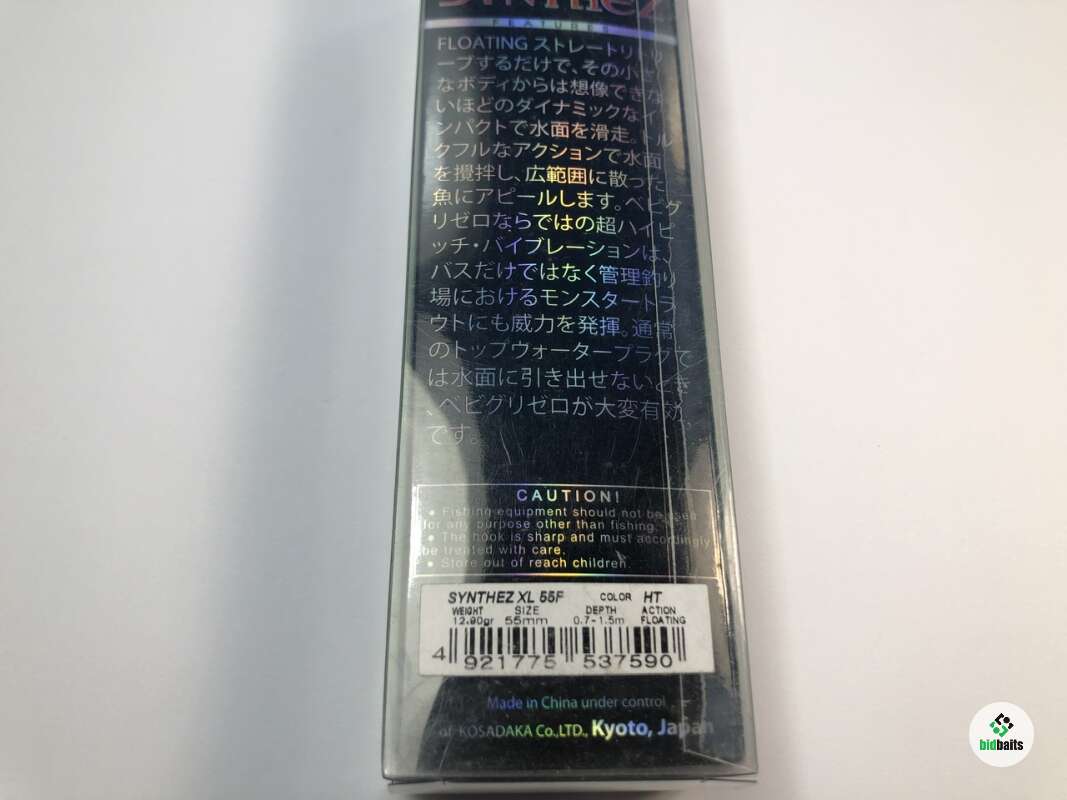 SYNTHEZ
FEATURES
FLOATING ストレートリトリ
ーブするだけで、その小さ
なボディからは想像できな
いほどのダイナミックなイ
ンパクトで水面を滑走。トル
クフルなアクションで水面
を攪拌し、広範囲に散った
魚にアピールします。ベビグ
リゼロならではの超ハイピ
ッチ・バイブレーションは、
バスだけではなく管理釣り
場におけるモンスタートラ
ウトにも威力を発揮。通常
のトップウォータープラグで
は水面に引き出せないとき
、ベビグリゼロが大変有効
です。
CAUTION!
• Fishing equipment should not be used
for any purpose other than fishing.
• The hook is sharp and must accordingly
be treated with care.
• Store out of reach children.
SYNTHEZ XL 55F COLOR HT
WEIGHT SIZE DEPTH ACTION
12.90gr 55mm 0.7-1.5m FLOATING
4 921775 537590
Made in China under control
of KOSADAKA Co.,LTD., Kyoto, Japan
bidbaits